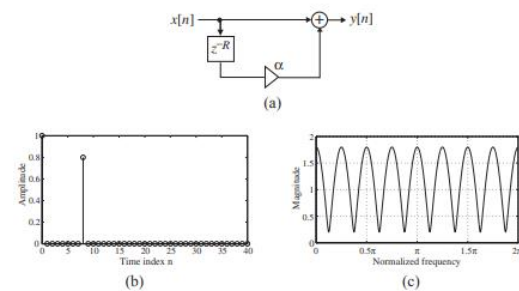 x[n] + y[n]
z^-R
α
(a)
1
0.8
0.6
0.4
0.2
0
Amplitude
0 5 10 15 20 25 30 35 40
Time index n
(b)
2
1.5
1
0.5
0
Magnitude
0 0.5π π 1.5π 2π
Normalized frequency
(c)